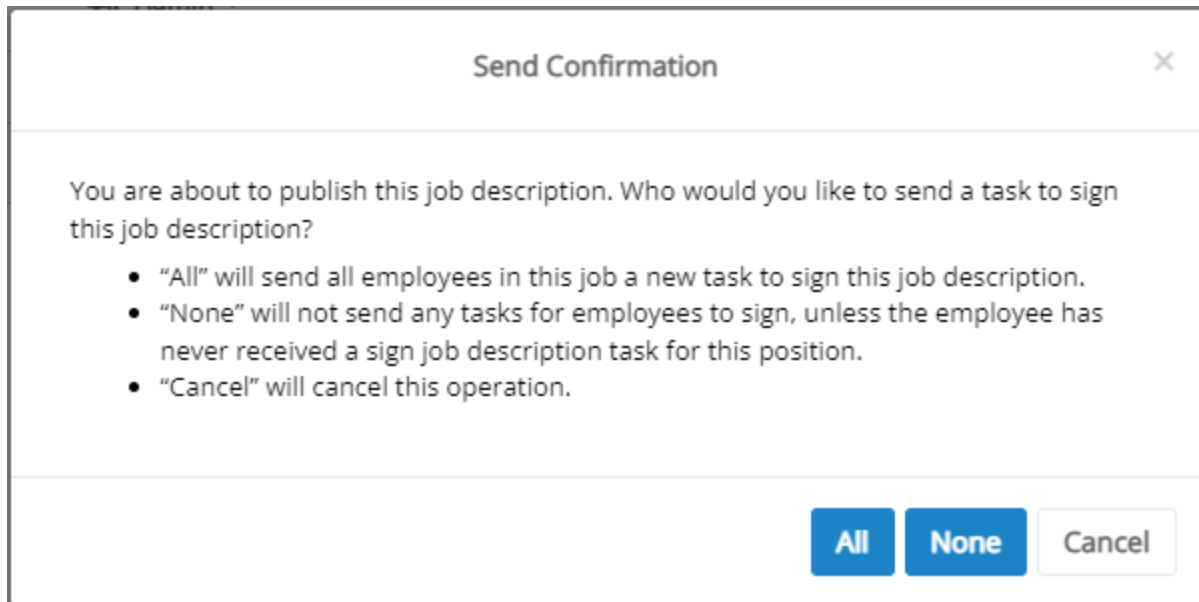 Send Confirmation
×
You are about to publish this job description. Who would you like to send a task to sign
this job description?
• “All” will send all employees in this job a new task to sign this job description.
• “None” will not send any tasks for employees to sign, unless the employee has
never received a sign job description task for this position.
• “Cancel” will cancel this operation.
All None Cancel